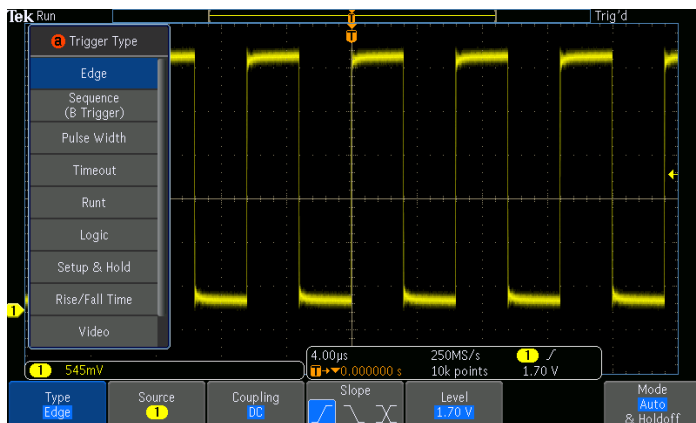 Tek Run
Trig'd
T
T
a Trigger Type
Edge
Sequence
(B Trigger)
Pulse Width
Timeout
Runt
Logic
Setup & Hold
Rise/Fall Time
Video
1
1 545mV
4.00μs 250MS/s 1
T→▼0.000000 s 10k points 1.70 V
Type
Edge
Source
1
Coupling
DC
Slope
Level
1.70 V
Mode
Auto
& Holdoff